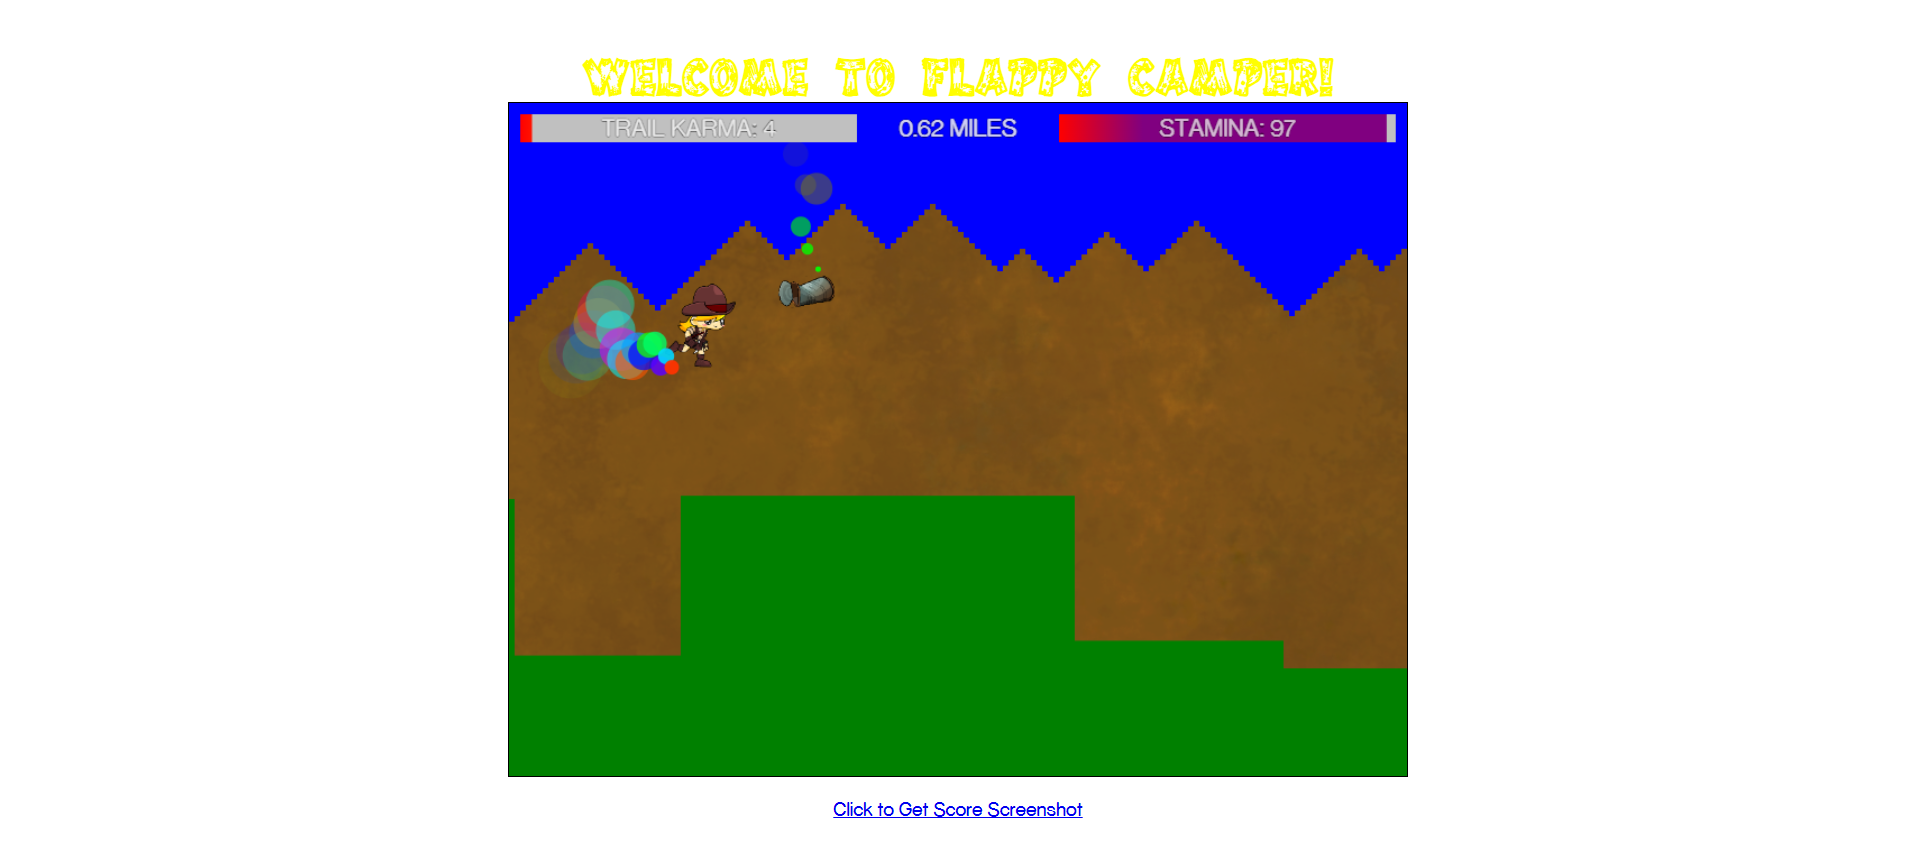 WELCOME TO FLAPPY CAMPER!
TRAIL KARMA: 4 0.62 MILES STAMINA: 97
Click to Get Score Screenshot